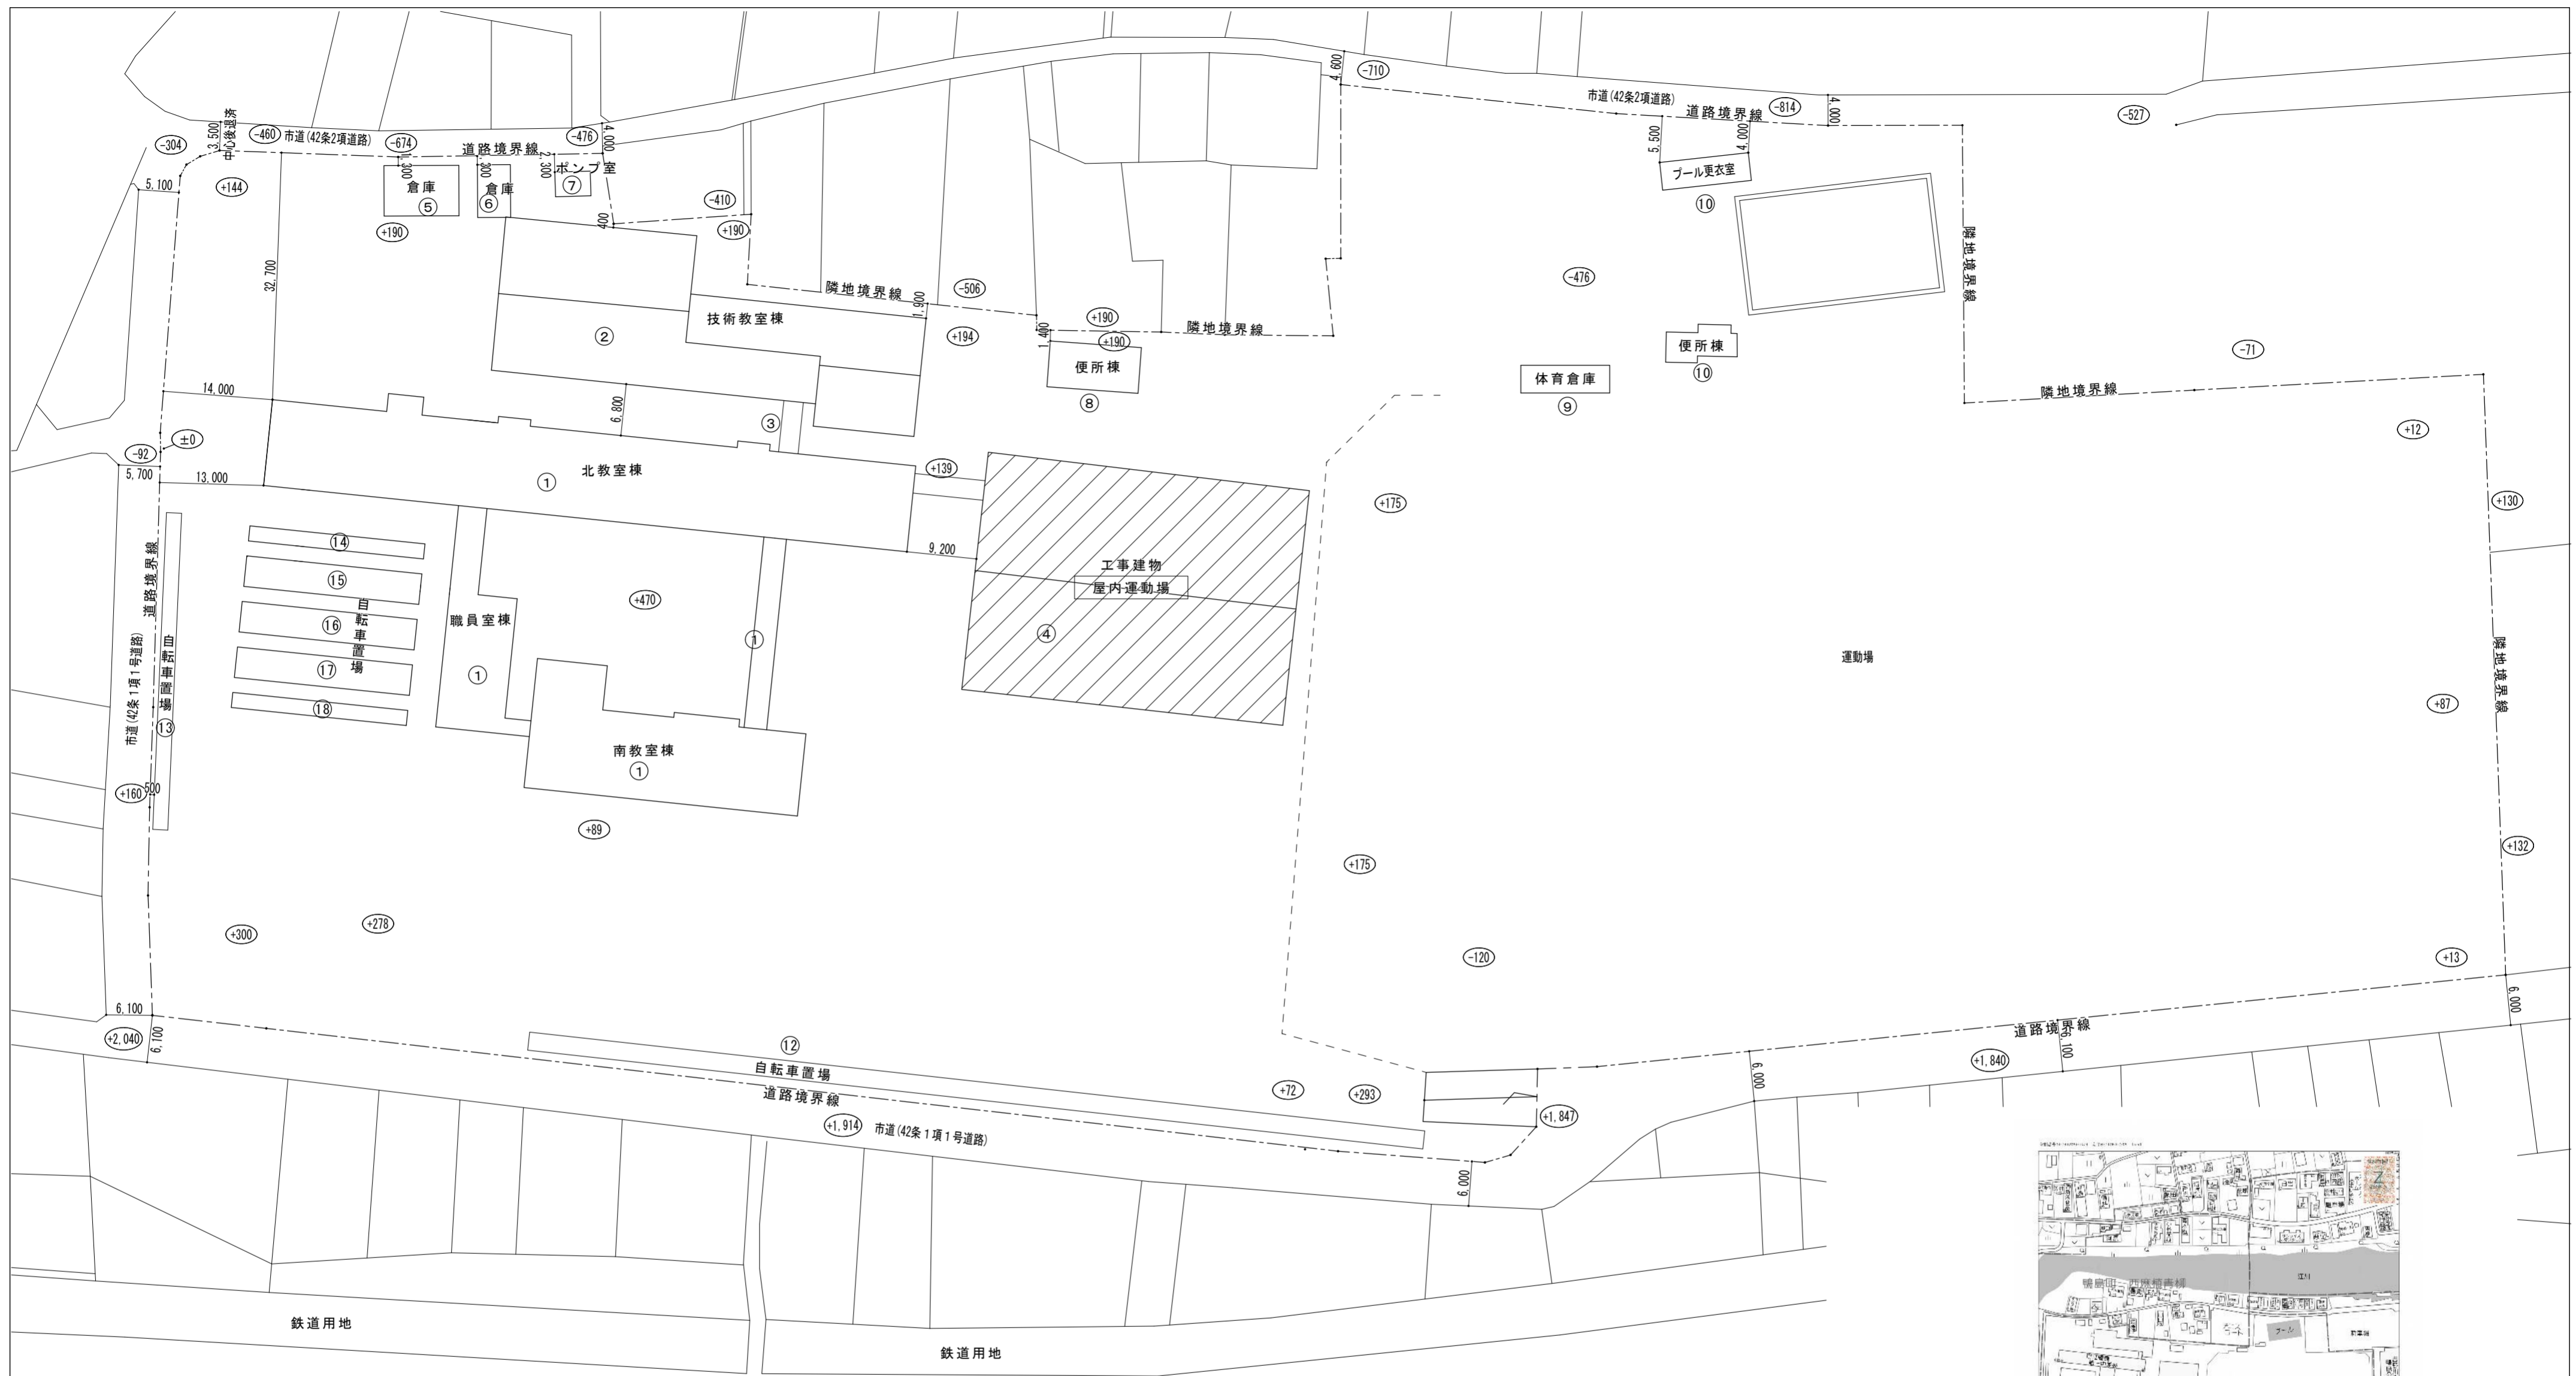 4,600
-710
市道(42条2項道路)
-814
道路境界線
4,000
-527
3,500
中心後退済
-460
市道(42条2項道路)
-476
4,000
-304
-674
道路境界線
5,500
4,000
5,100
+144
1,300
1,300
2,300
ポンプ室
倉庫
倉庫
⑦
⑤
⑥
プール更衣室
⑩
-410
400
+190
+190
隣地境界線
32,700
-476
隣地境界線
-506
1,900
技術教室棟
+190
隣地境界線
②
+194
1,400
+190
便所棟
便所棟
⑩
-71
体育倉庫
⑧
⑨
隣地境界線
14,000
6,800
③
+12
±0
-92
5,700
13,000
北教室棟
①
+139
+175
+130
道路境界線
⑭
9,200
⑮
工事建物
屋内運動場
自転車置場
⑯
職員室棟
+470
①
④
市道(42条1項1号道路)
自転車置場
⑬
⑰
①
運動場
隣地境界線
⑱
+87
南教室棟
①
+160
500
+89
+132
+175
+300
+278
-120
+13
6,100
+2,040
6,100
6,000
道路境界線
6,100
⑫
自転車置場
道路境界線
+1,840
6,000
+72
+293
+1,847
+1,914
市道(42条1項1号道路)
6,000
鉄道用地
鉄道用地
江川
プール